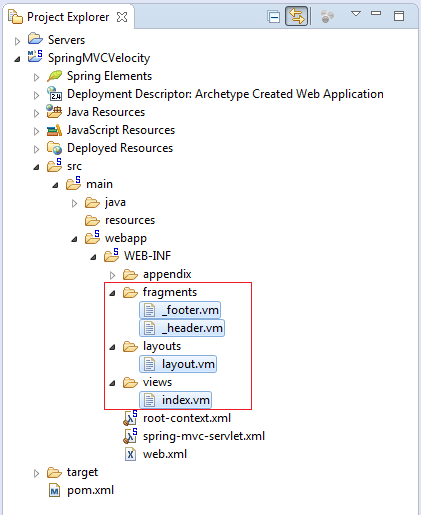 Project Explorer
Servers
SpringMVCVelocity
Spring Elements
Deployment Descriptor: Archetype Created Web Application
Java Resources
JavaScript Resources
Deployed Resources
src
main
java
resources
webapp
WEB-INF
appendix
fragments
_footer.vm
_header.vm
layouts
layout.vm
views
index.vm
root-context.xml
spring-mvc-servlet.xml
web.xml
target
pom.xml